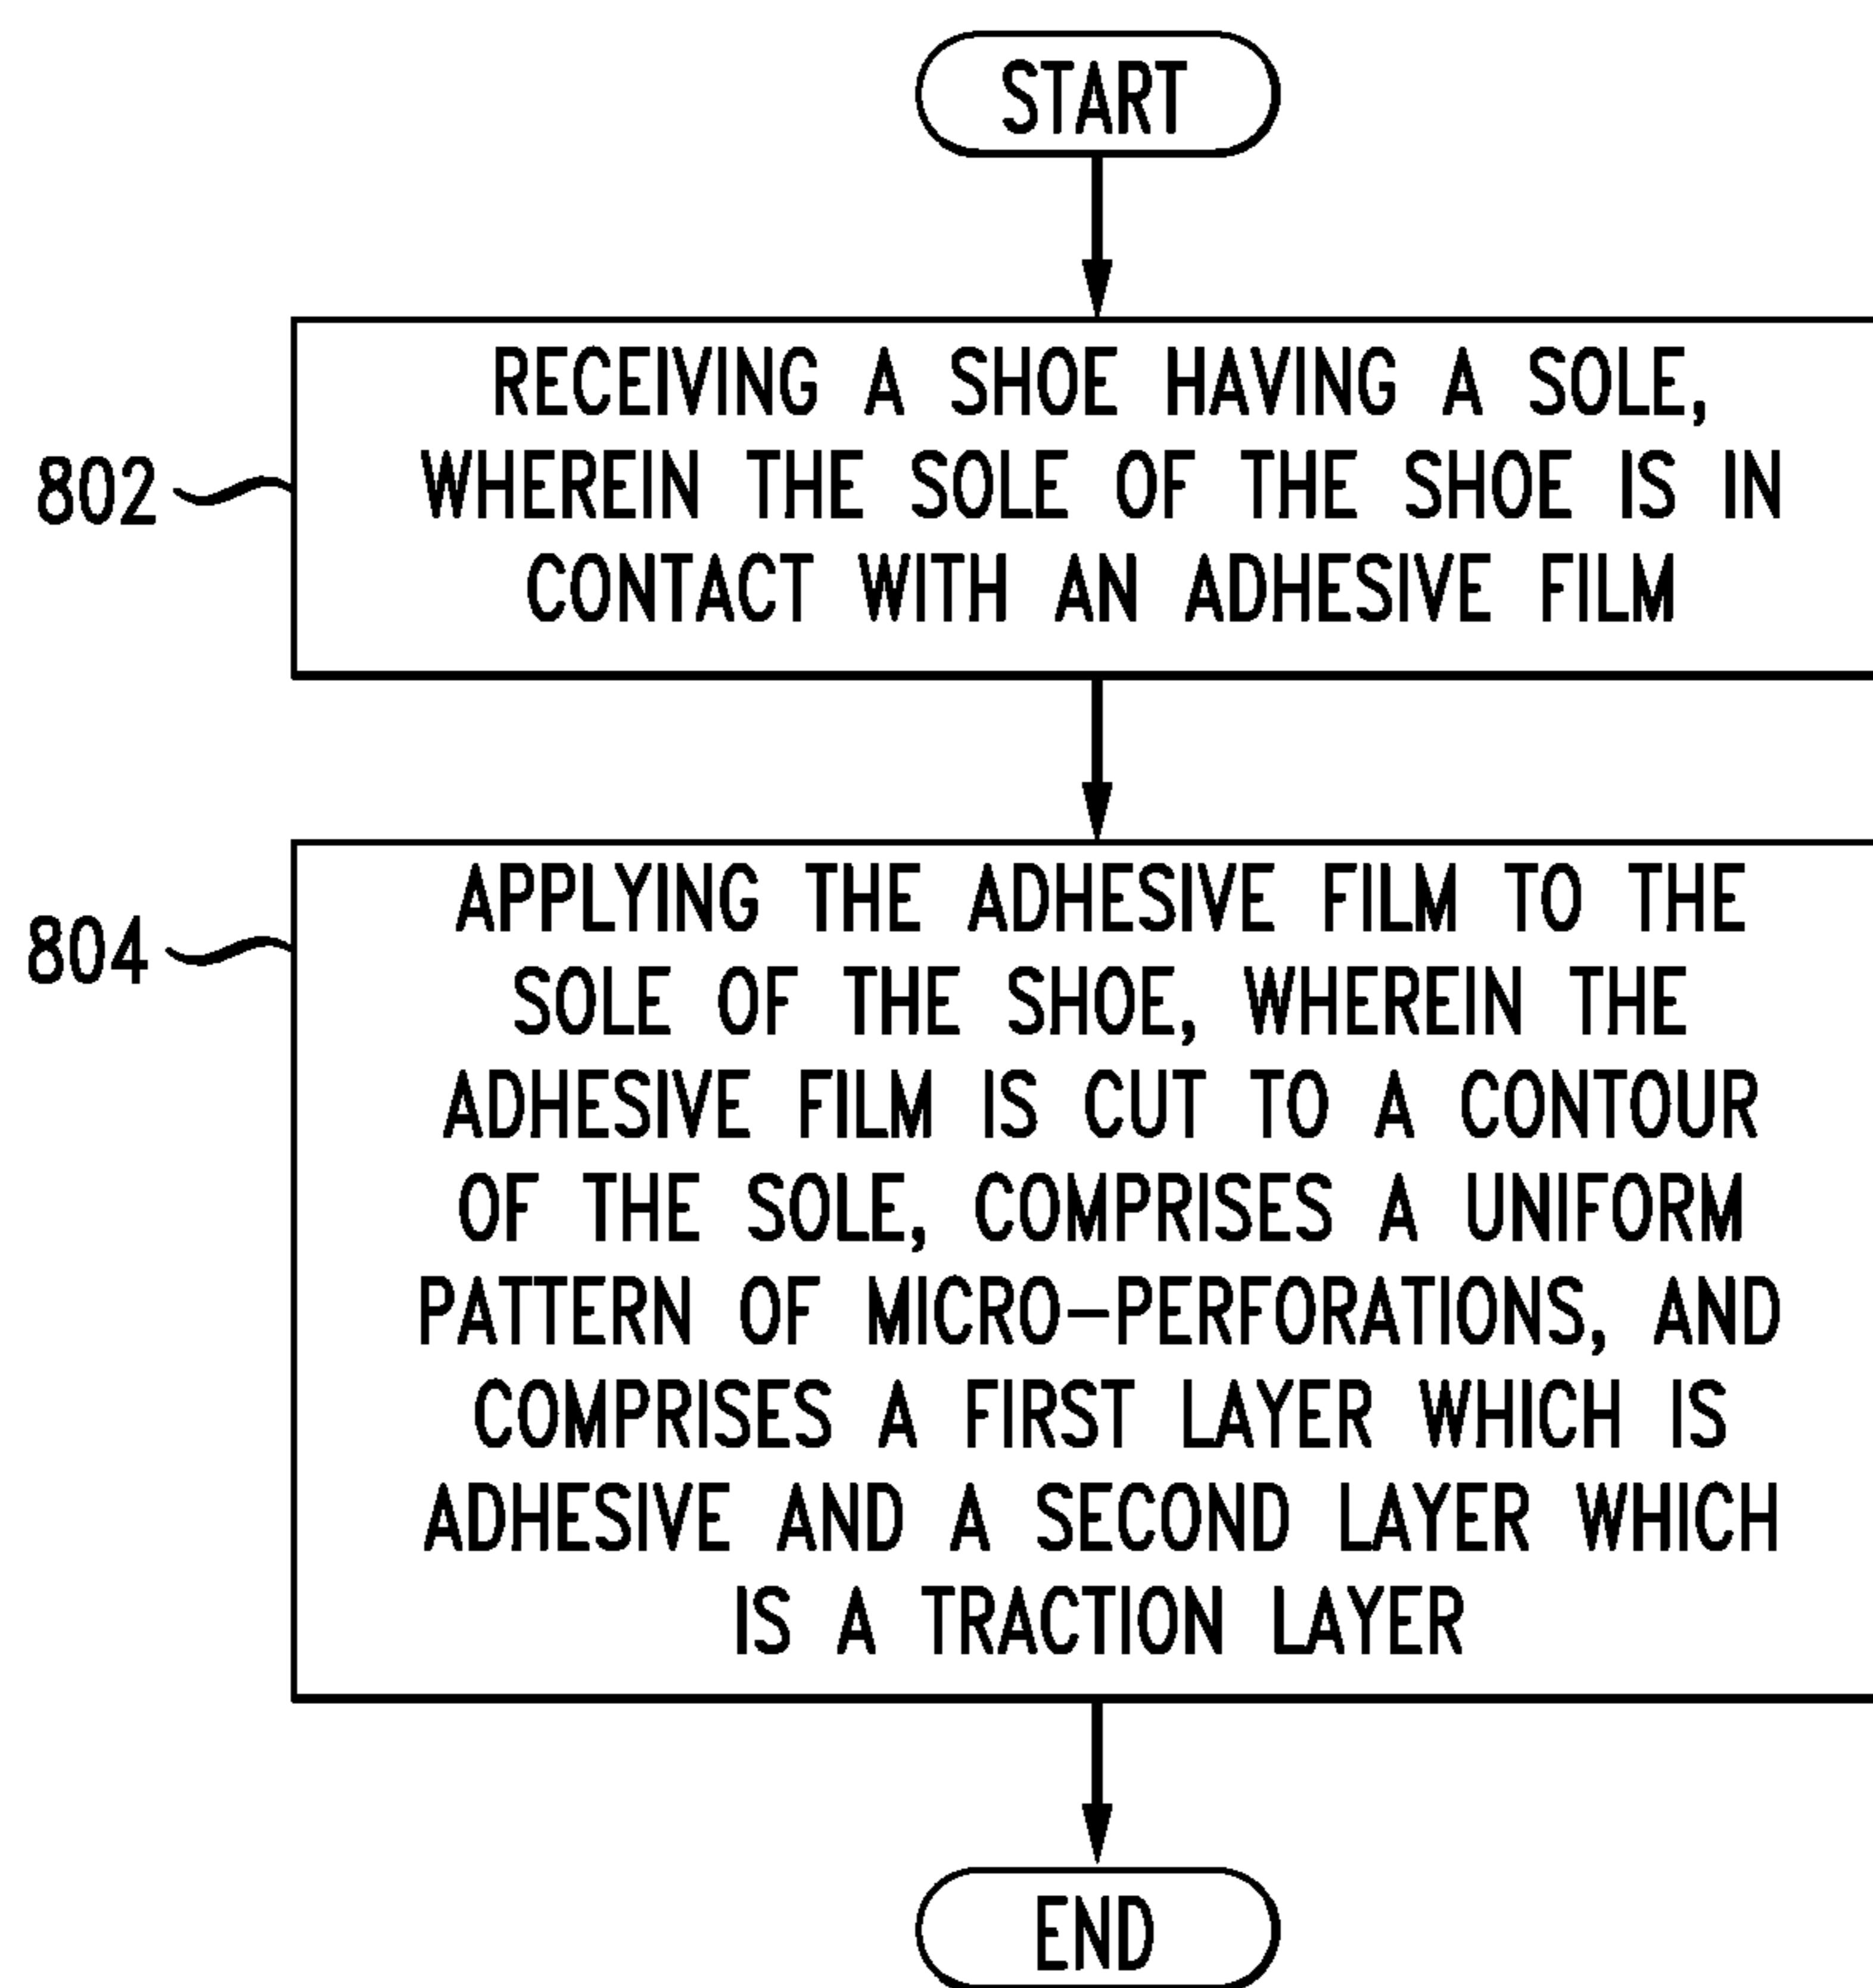 START
RECEIVING A SHOE HAVING A SOLE,
WHEREIN THE SOLE OF THE SHOE IS IN
CONTACT WITH AN ADHESIVE FILM
802
APPLYING THE ADHESIVE FILM TO THE
SOLE OF THE SHOE, WHEREIN THE
ADHESIVE FILM IS CUT TO A CONTOUR
OF THE SOLE, COMPRISES A UNIFORM
PATTERN OF MICRO-PERFORATIONS, AND
COMPRISES A FIRST LAYER WHICH IS
ADHESIVE AND A SECOND LAYER WHICH
IS A TRACTION LAYER
804
END